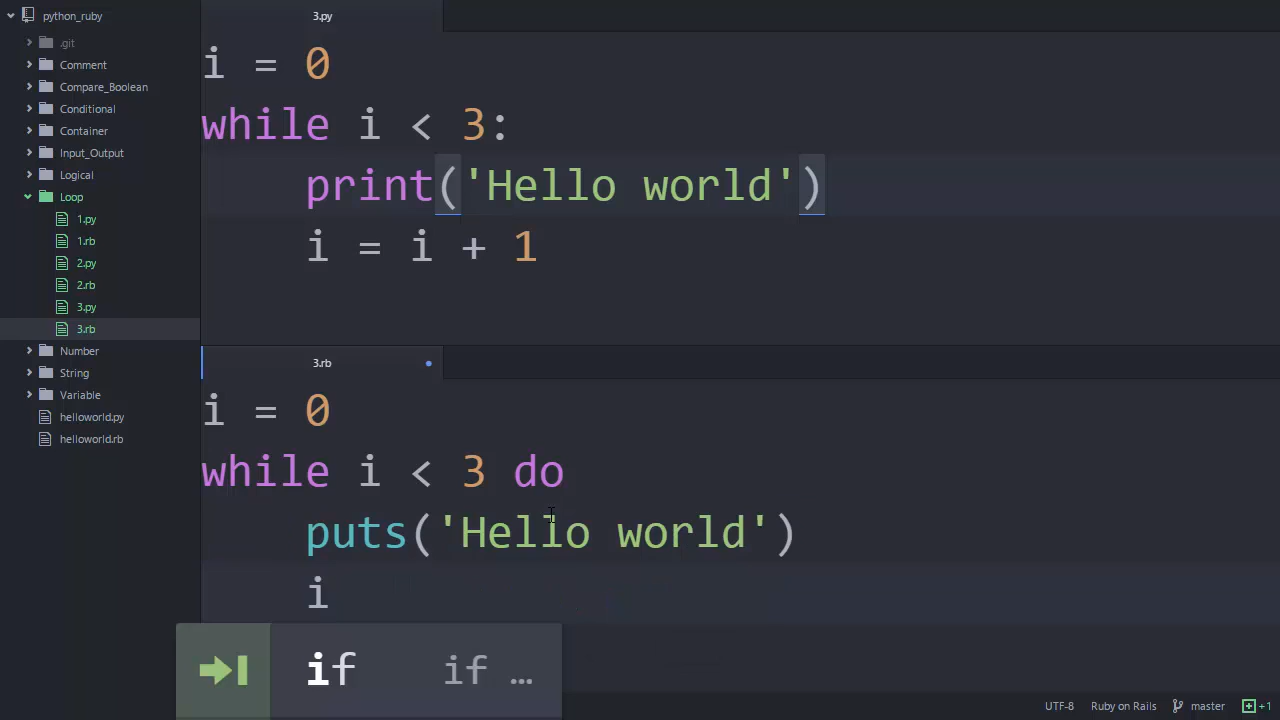 python_ruby
.git
Comment
Compare_Boolean
Conditional
Container
Input_Output
Logical
Loop
1.py
1.rb
2.py
2.rb
3.py
3.rb
Number
String
Variable
helloworld.py
helloworld.rb
3.py
i = 0
while i < 3:
    print('Hello world')
    i = i + 1
3.rb
i = 0
while i < 3 do
    puts('Hello world')
    i
if if …
UTF-8 Ruby on Rails master +1